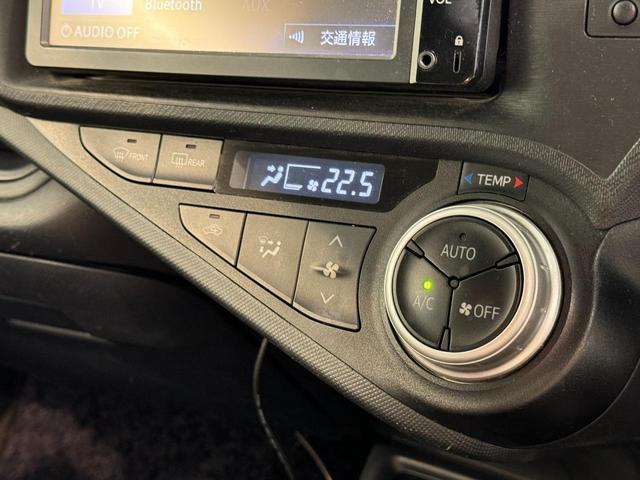 TV Bluetooth AUX
AUDIO OFF 交通情報
VOL
FRONT REAR
22.5
TEMP
AUTO
A/C
OFF